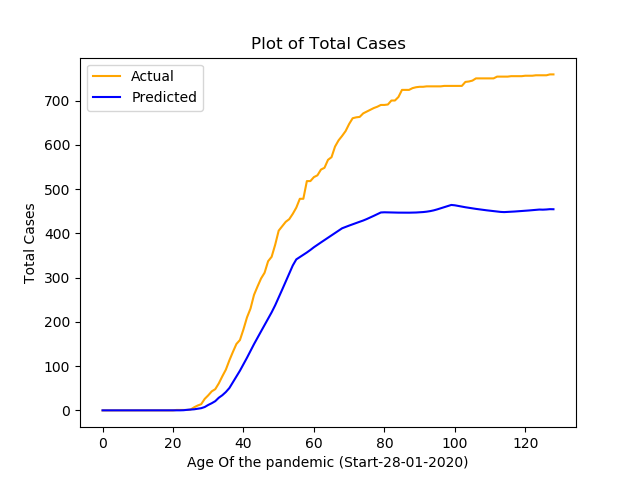 Plot of Total Cases
Actual
Predicted
700
600
500
400
300
200
100
0
Total Cases
0 20 40 60 80 100 120
Age Of the pandemic (Start-28-01-2020)